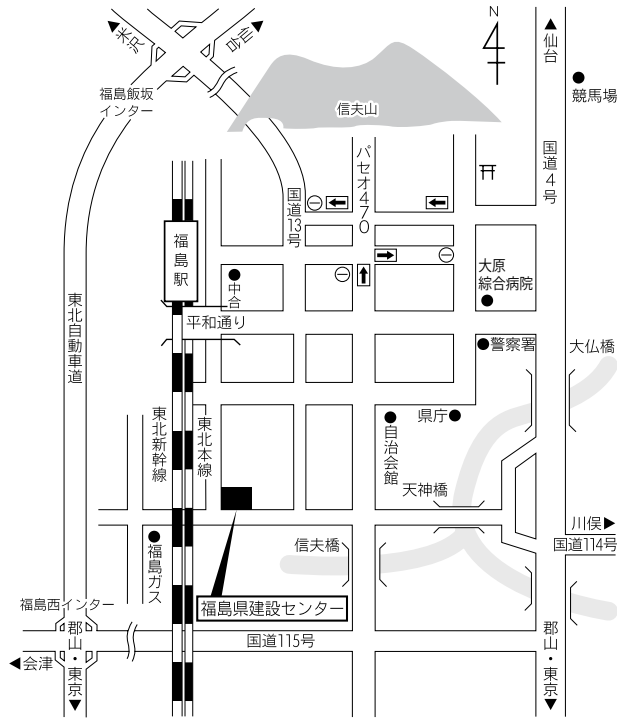 N
米沢
仙台
仙台
競馬場
福島飯坂
インター
信夫山
パセオ470
国道4号
国道13号
福島駅
大原
綜合病院
中合
平和通り
東北自動車道
警察署
大仏橋
県庁
自治会館
東北新幹線
東北本線
天神橋
川俣
国道114号
信夫橋
福島ガス
福島西インター
福島県建設センター
国道115号
会津
郡山・東京
郡山・東京